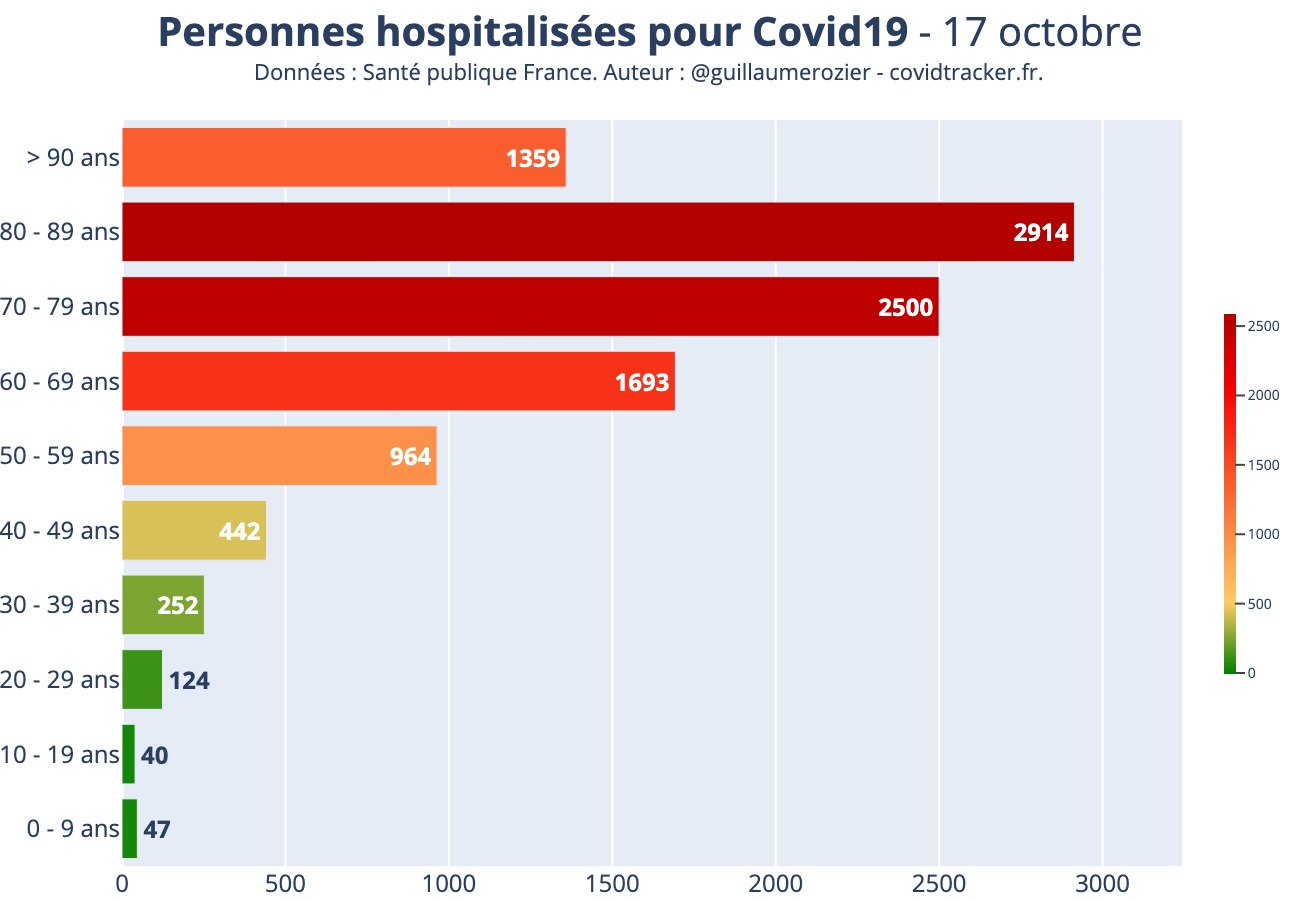 Personnes hospitalisées pour Covid19 - 17 octobre
Données : Santé publique France. Auteur : @guillaumerozier - covidtracker.fr.
> 90 ans 1359
80 - 89 ans 2914
70 - 79 ans 2500
60 - 69 ans 1693
50 - 59 ans 964
40 - 49 ans 442
30 - 39 ans 252
20 - 29 ans 124
10 - 19 ans 40
0 - 9 ans 47
0 500 1000 1500 2000 2500 3000
2500
2000
1500
1000
500
0